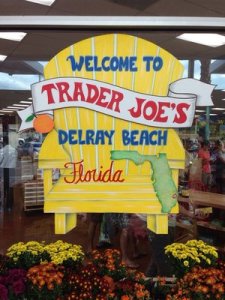 WELCOME TO
TRADER JOE'S
DELRAY BEACH
Florida